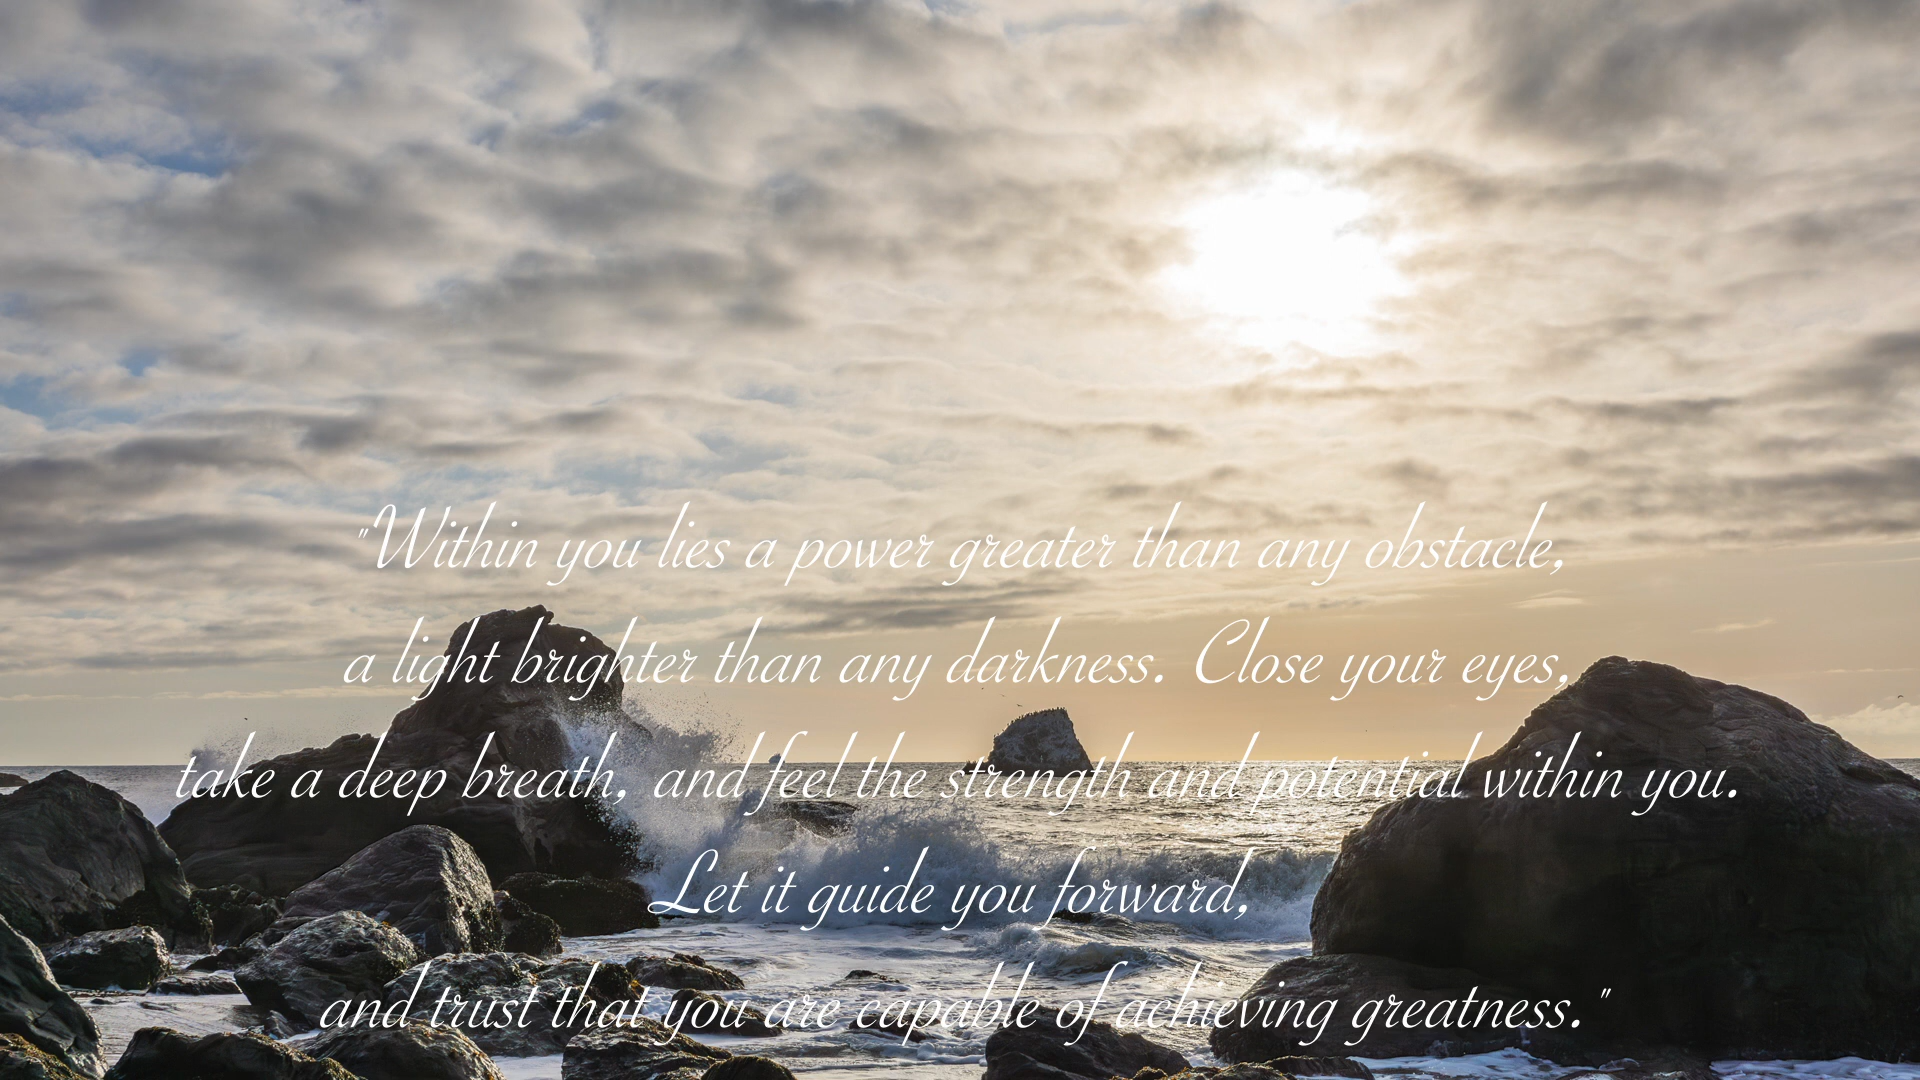 "Within you lies a power greater than any obstacle,
a light brighter than any darkness. Close your eyes,
take a deep breath, and feel the strength and potential within you.
Let it guide you forward,
and trust that you are capable of achieving greatness."